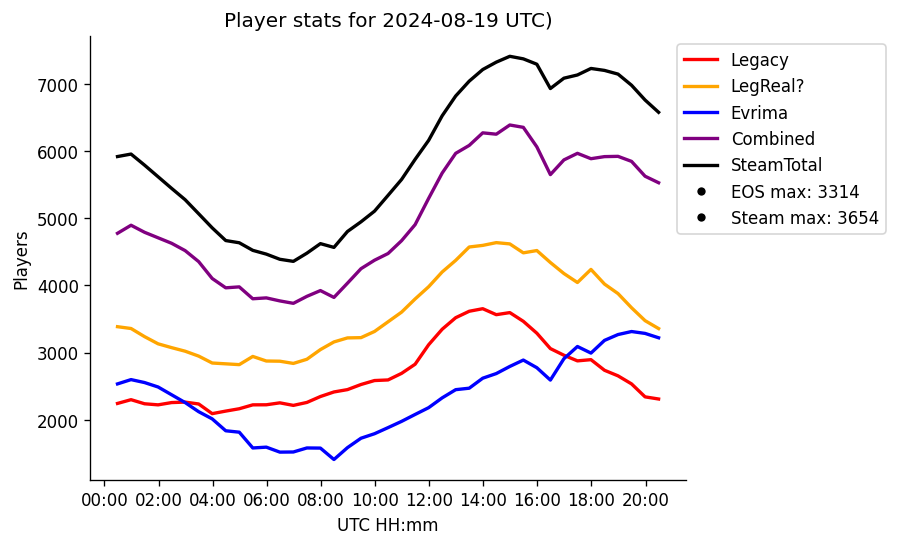 Player stats for 2024-08-19 UTC)
Legacy
LegReal?
Evrima
Combined
SteamTotal
EOS max: 3314
Steam max: 3654
Players
7000
6000
5000
4000
3000
2000
00:00 02:00 04:00 06:00 08:00 10:00 12:00 14:00 16:00 18:00 20:00
UTC HH:mm